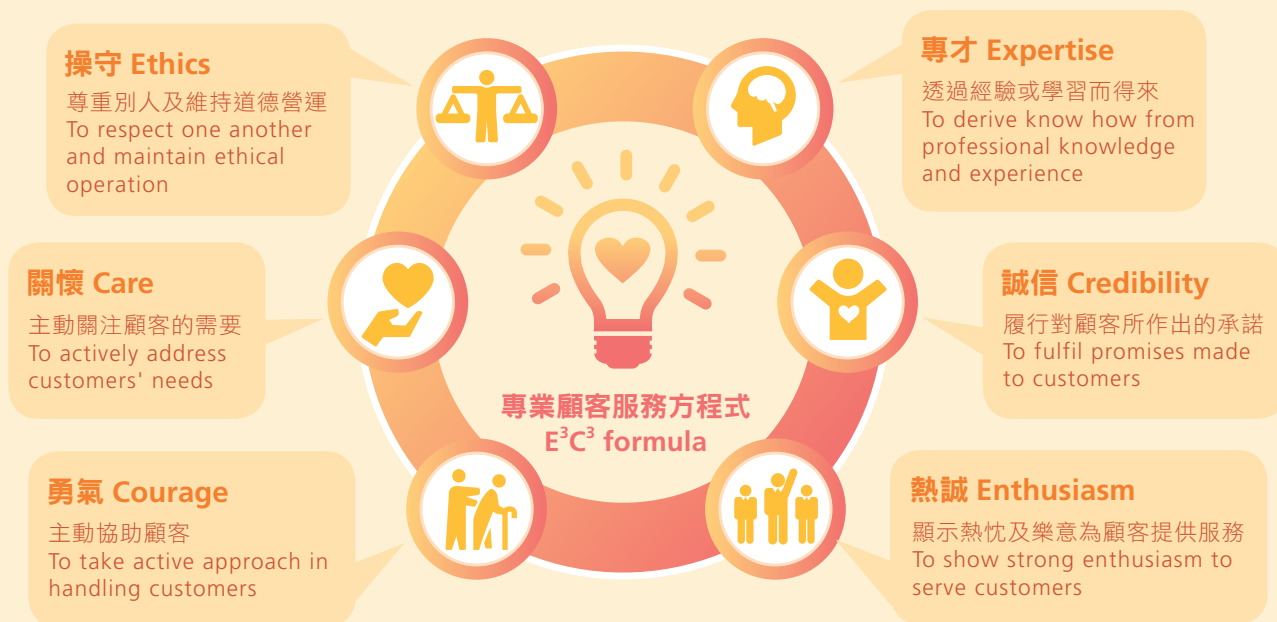 操守 Ethics
尊重別人及維持道德營運
To respect one another
and maintain ethical
operation
專才 Expertise
透過經驗或學習而得來
To derive know how from
professional knowledge
and experience
關懷 Care
主動關注顧客的需要
To actively address
customers' needs
誠信 Credibility
履行對顧客所作出的承諾
To fulfil promises made
to customers
專業顧客服務方程式
E³C³ formula
勇氣 Courage
主動協助顧客
To take active approach in
handling customers
熱誠 Enthusiasm
顯示熱忱及樂意為顧客提供服務
To show strong enthusiasm to
serve customers